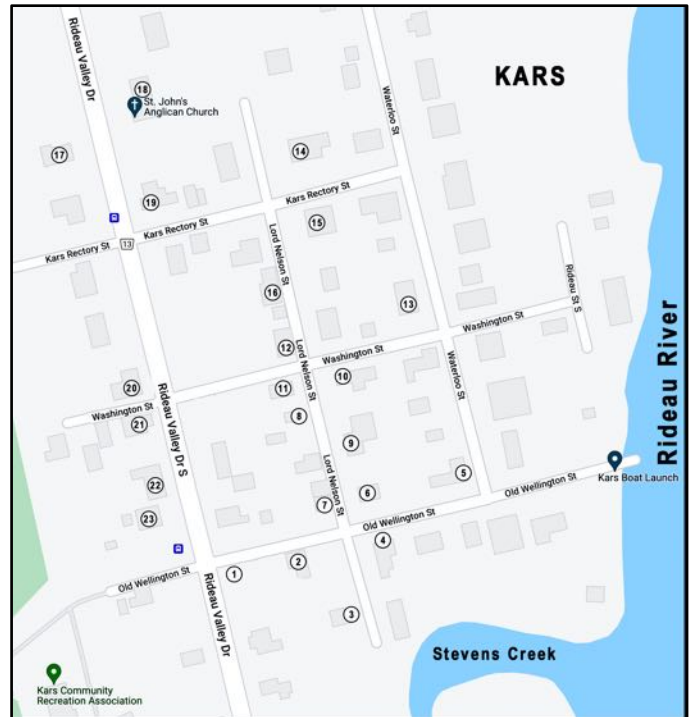 Rideau Valley Dr
18
St. John's
Anglican Church
KARS
Waterloo St
17
14
19
Kars Rectory St
Kars Rectory St
13
Kars Rectory St
15
Lord Nelson St
Rideau St S
16
13
Washington St
12
Washington St
Lord Nelson St
Waterloo St
Rideau River
20
11
10
Washington St
21
Rideau Valley Dr S
8
9
5
Kars Boat Launch
22
Lord Nelson St
7
6
Old Wellington St
23
Old Wellington St
4
2
1
Old Wellington St
Rideau Valley Dr
3
Stevens Creek
Kars Community
Recreation Association